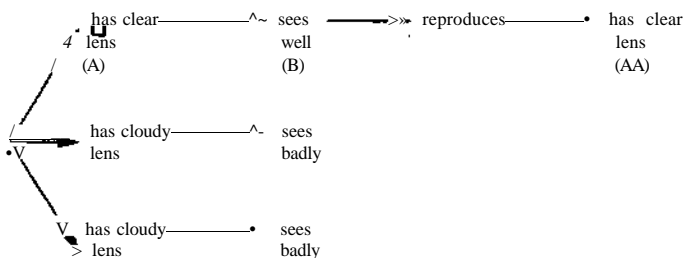 has clear ^~ sees >» reproduces • has clear
4 lens well lens
(A) (B) (AA)
has cloudy ^- sees
•V lens badly
V has cloudy • sees
> lens badly